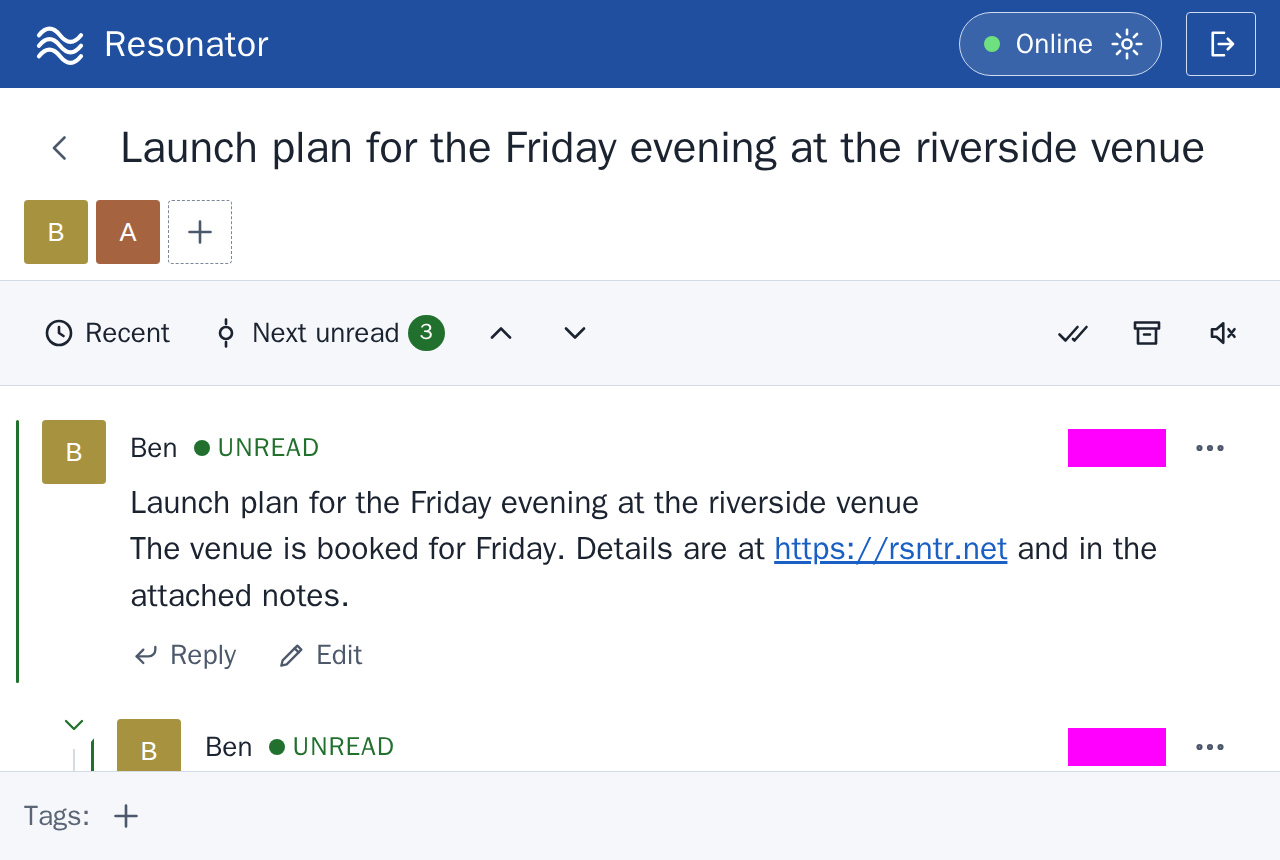 Resonator
Online
Launch plan for the Friday evening at the riverside venue
B A
Recent
Next unread 3
B
Ben UNREAD
Launch plan for the Friday evening at the riverside venue
The venue is booked for Friday. Details are at https://rsntr.net and in the
attached notes.
Reply Edit
B
Ben UNREAD
Tags: